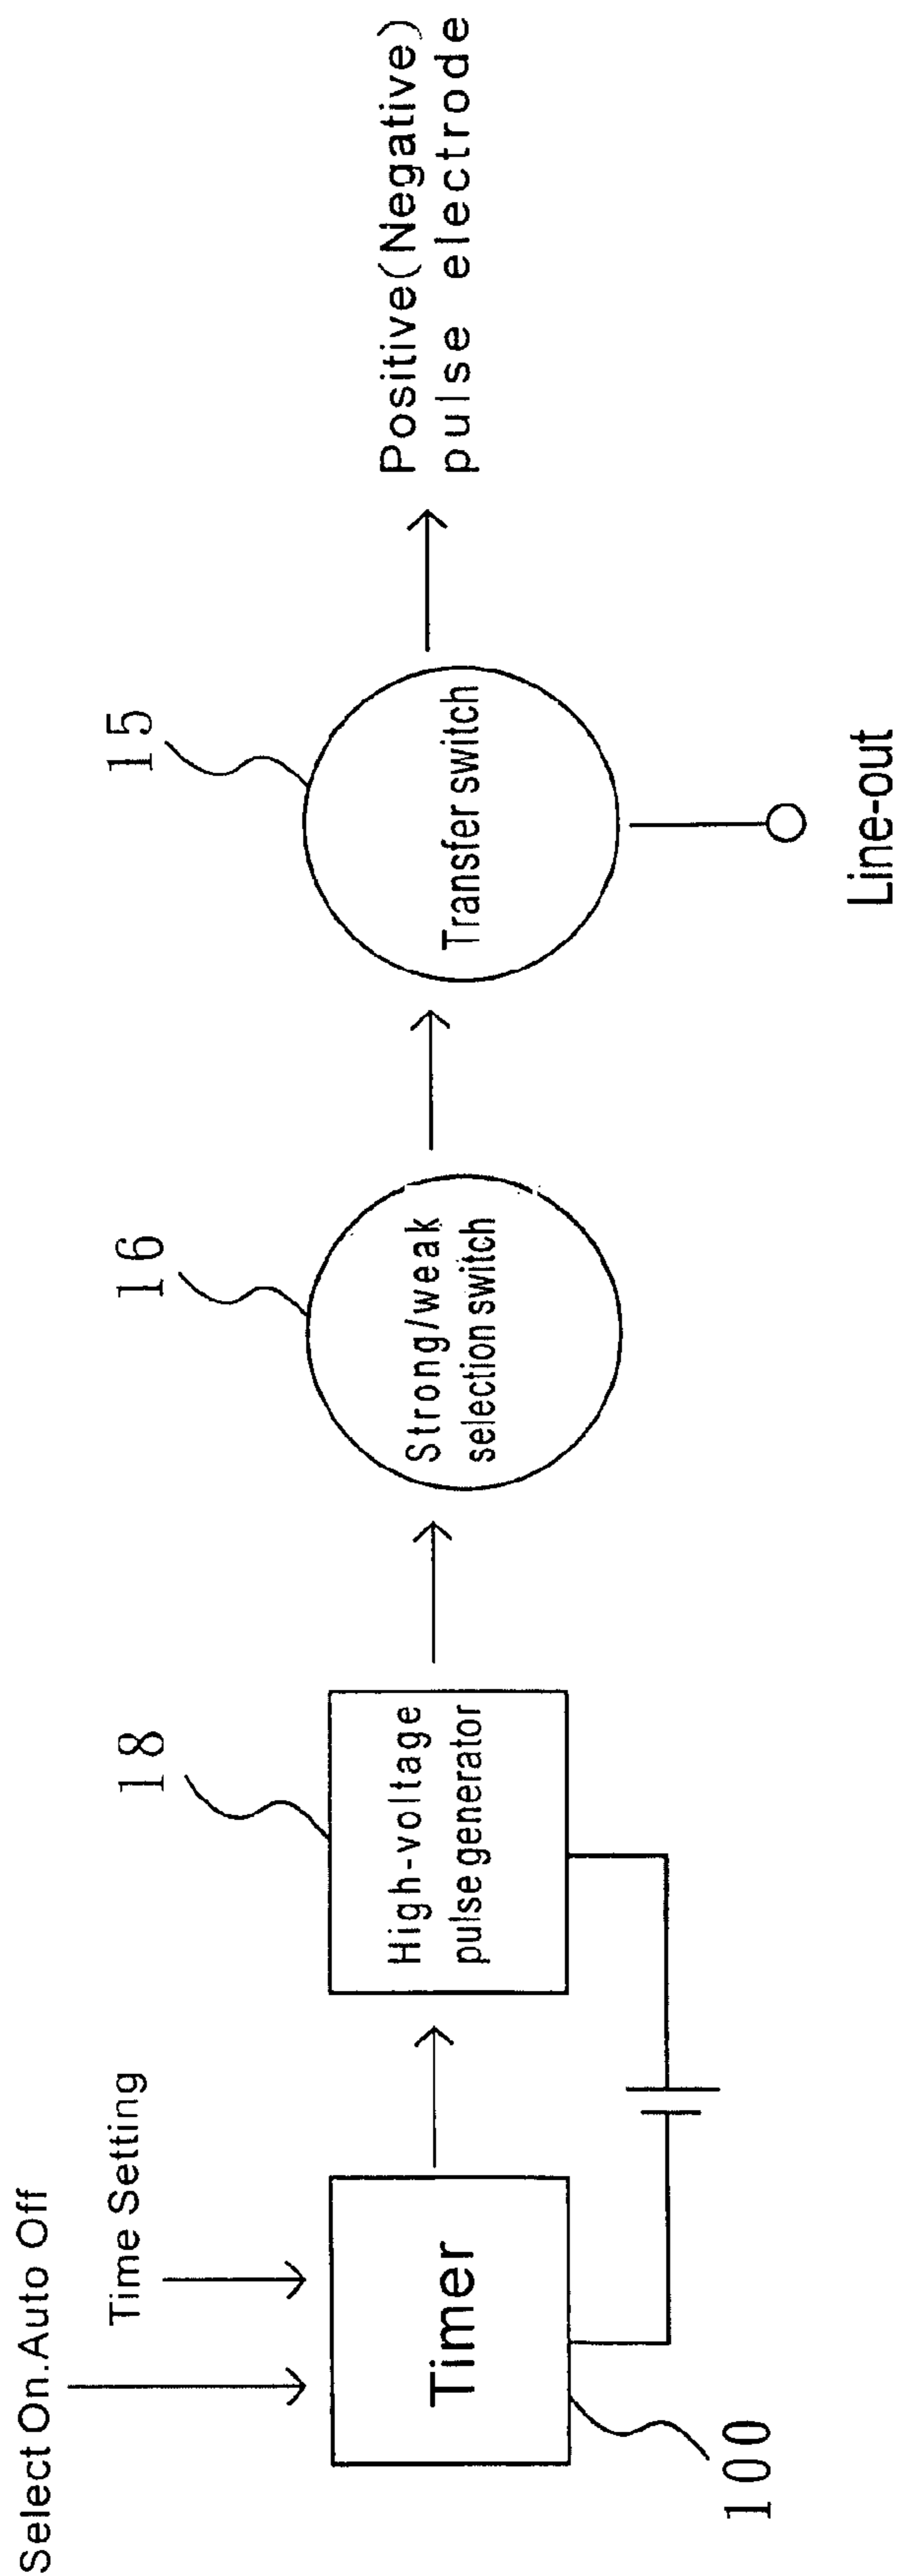 Select On.Auto Off
Time Setting
Timer
100
18
High-voltage
pulse generator
16
Strong/weak
selection switch
15
Transfer switch
Line-out
Positive(Negative)
pulse electrode